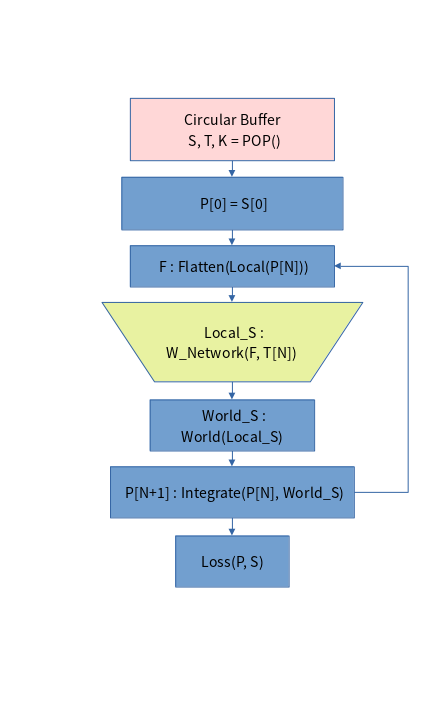 Circular Buffer
S, T, K = POP()
P[0] = S[0]
F : Flatten(Local(P[N]))
Local_S :
W_Network(F, T[N])
World_S :
World(Local_S)
P[N+1] : Integrate(P[N], World_S)
Loss(P, S)